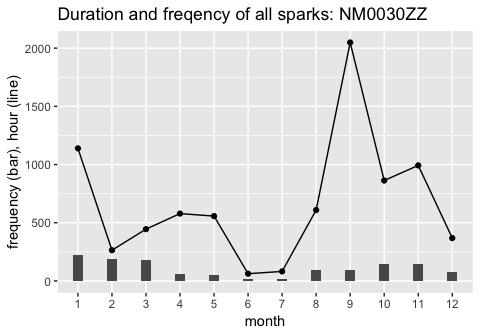 Duration and freqency of all sparks: NM0030ZZ
frequency (bar), hour (line)
2000
1500
1000
500
0
1 2 3 4 5 6 7 8 9 10 11 12
month